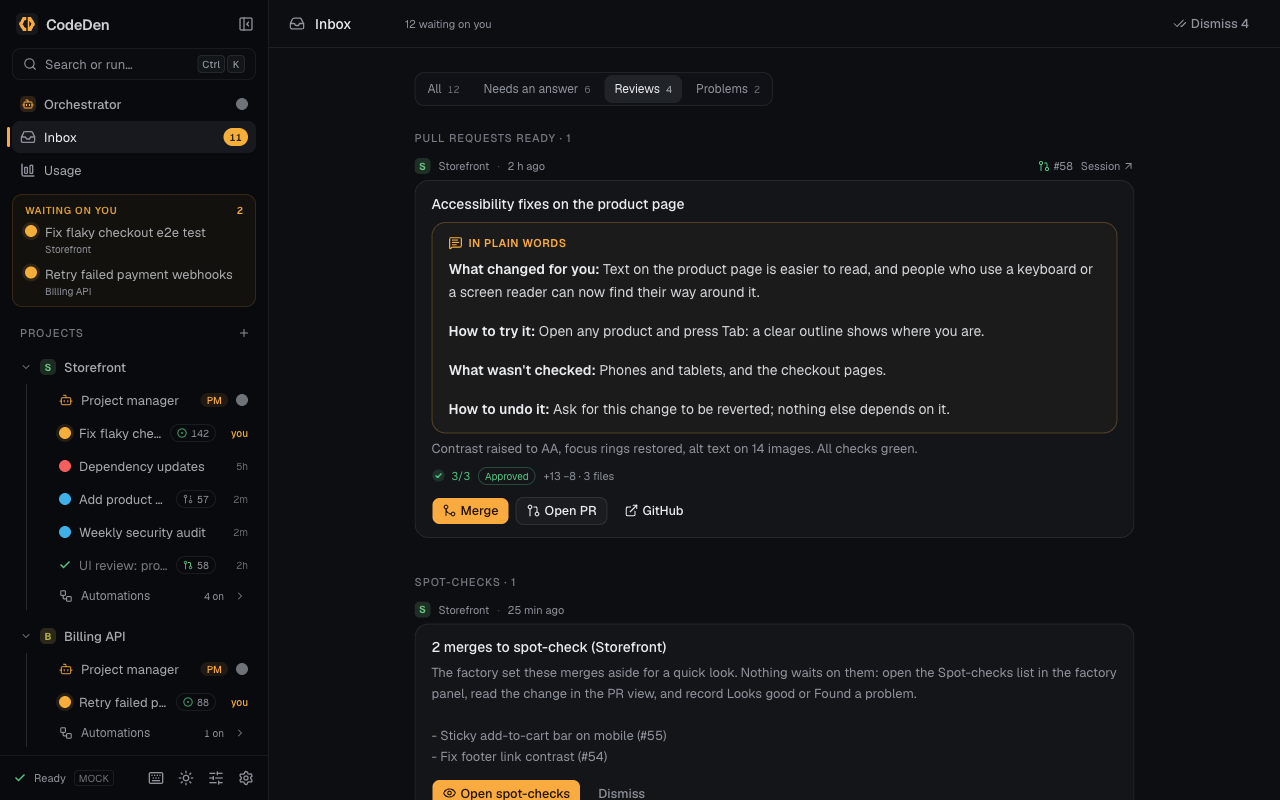 CodeDen
Search or run… Ctrl K
Orchestrator
Inbox 11
Usage
WAITING ON YOU 2
Fix flaky checkout e2e test
Storefront
Retry failed payment webhooks
Billing API
PROJECTS
S Storefront
Project manager PM
Fix flaky che… 142 you
Dependency updates 5h
Add product … 57 2m
Weekly security audit 2m
UI review: pro… 58 2h
Automations 4 on
B Billing API
Project manager PM
Retry failed p… 88 you
Automations 1 on
Ready MOCK
Inbox 12 waiting on you Dismiss 4
All 12 Needs an answer 6 Reviews 4 Problems 2
PULL REQUESTS READY · 1
S Storefront · 2 h ago #58 Session
Accessibility fixes on the product page
IN PLAIN WORDS
What changed for you: Text on the product page is easier to read, and people who use a keyboard or
a screen reader can now find their way around it.
How to try it: Open any product and press Tab: a clear outline shows where you are.
What wasn't checked: Phones and tablets, and the checkout pages.
How to undo it: Ask for this change to be reverted; nothing else depends on it.
Contrast raised to AA, focus rings restored, alt text on 14 images. All checks green.
3/3 Approved +13 −8 · 3 files
Merge Open PR GitHub
SPOT-CHECKS · 1
S Storefront · 25 min ago
2 merges to spot-check (Storefront)
The factory set these merges aside for a quick look. Nothing waits on them: open the Spot-checks list in the factory
panel, read the change in the PR view, and record Looks good or Found a problem.
- Sticky add-to-cart bar on mobile (#55)
- Fix footer link contrast (#54)
Open spot-checks Dismiss